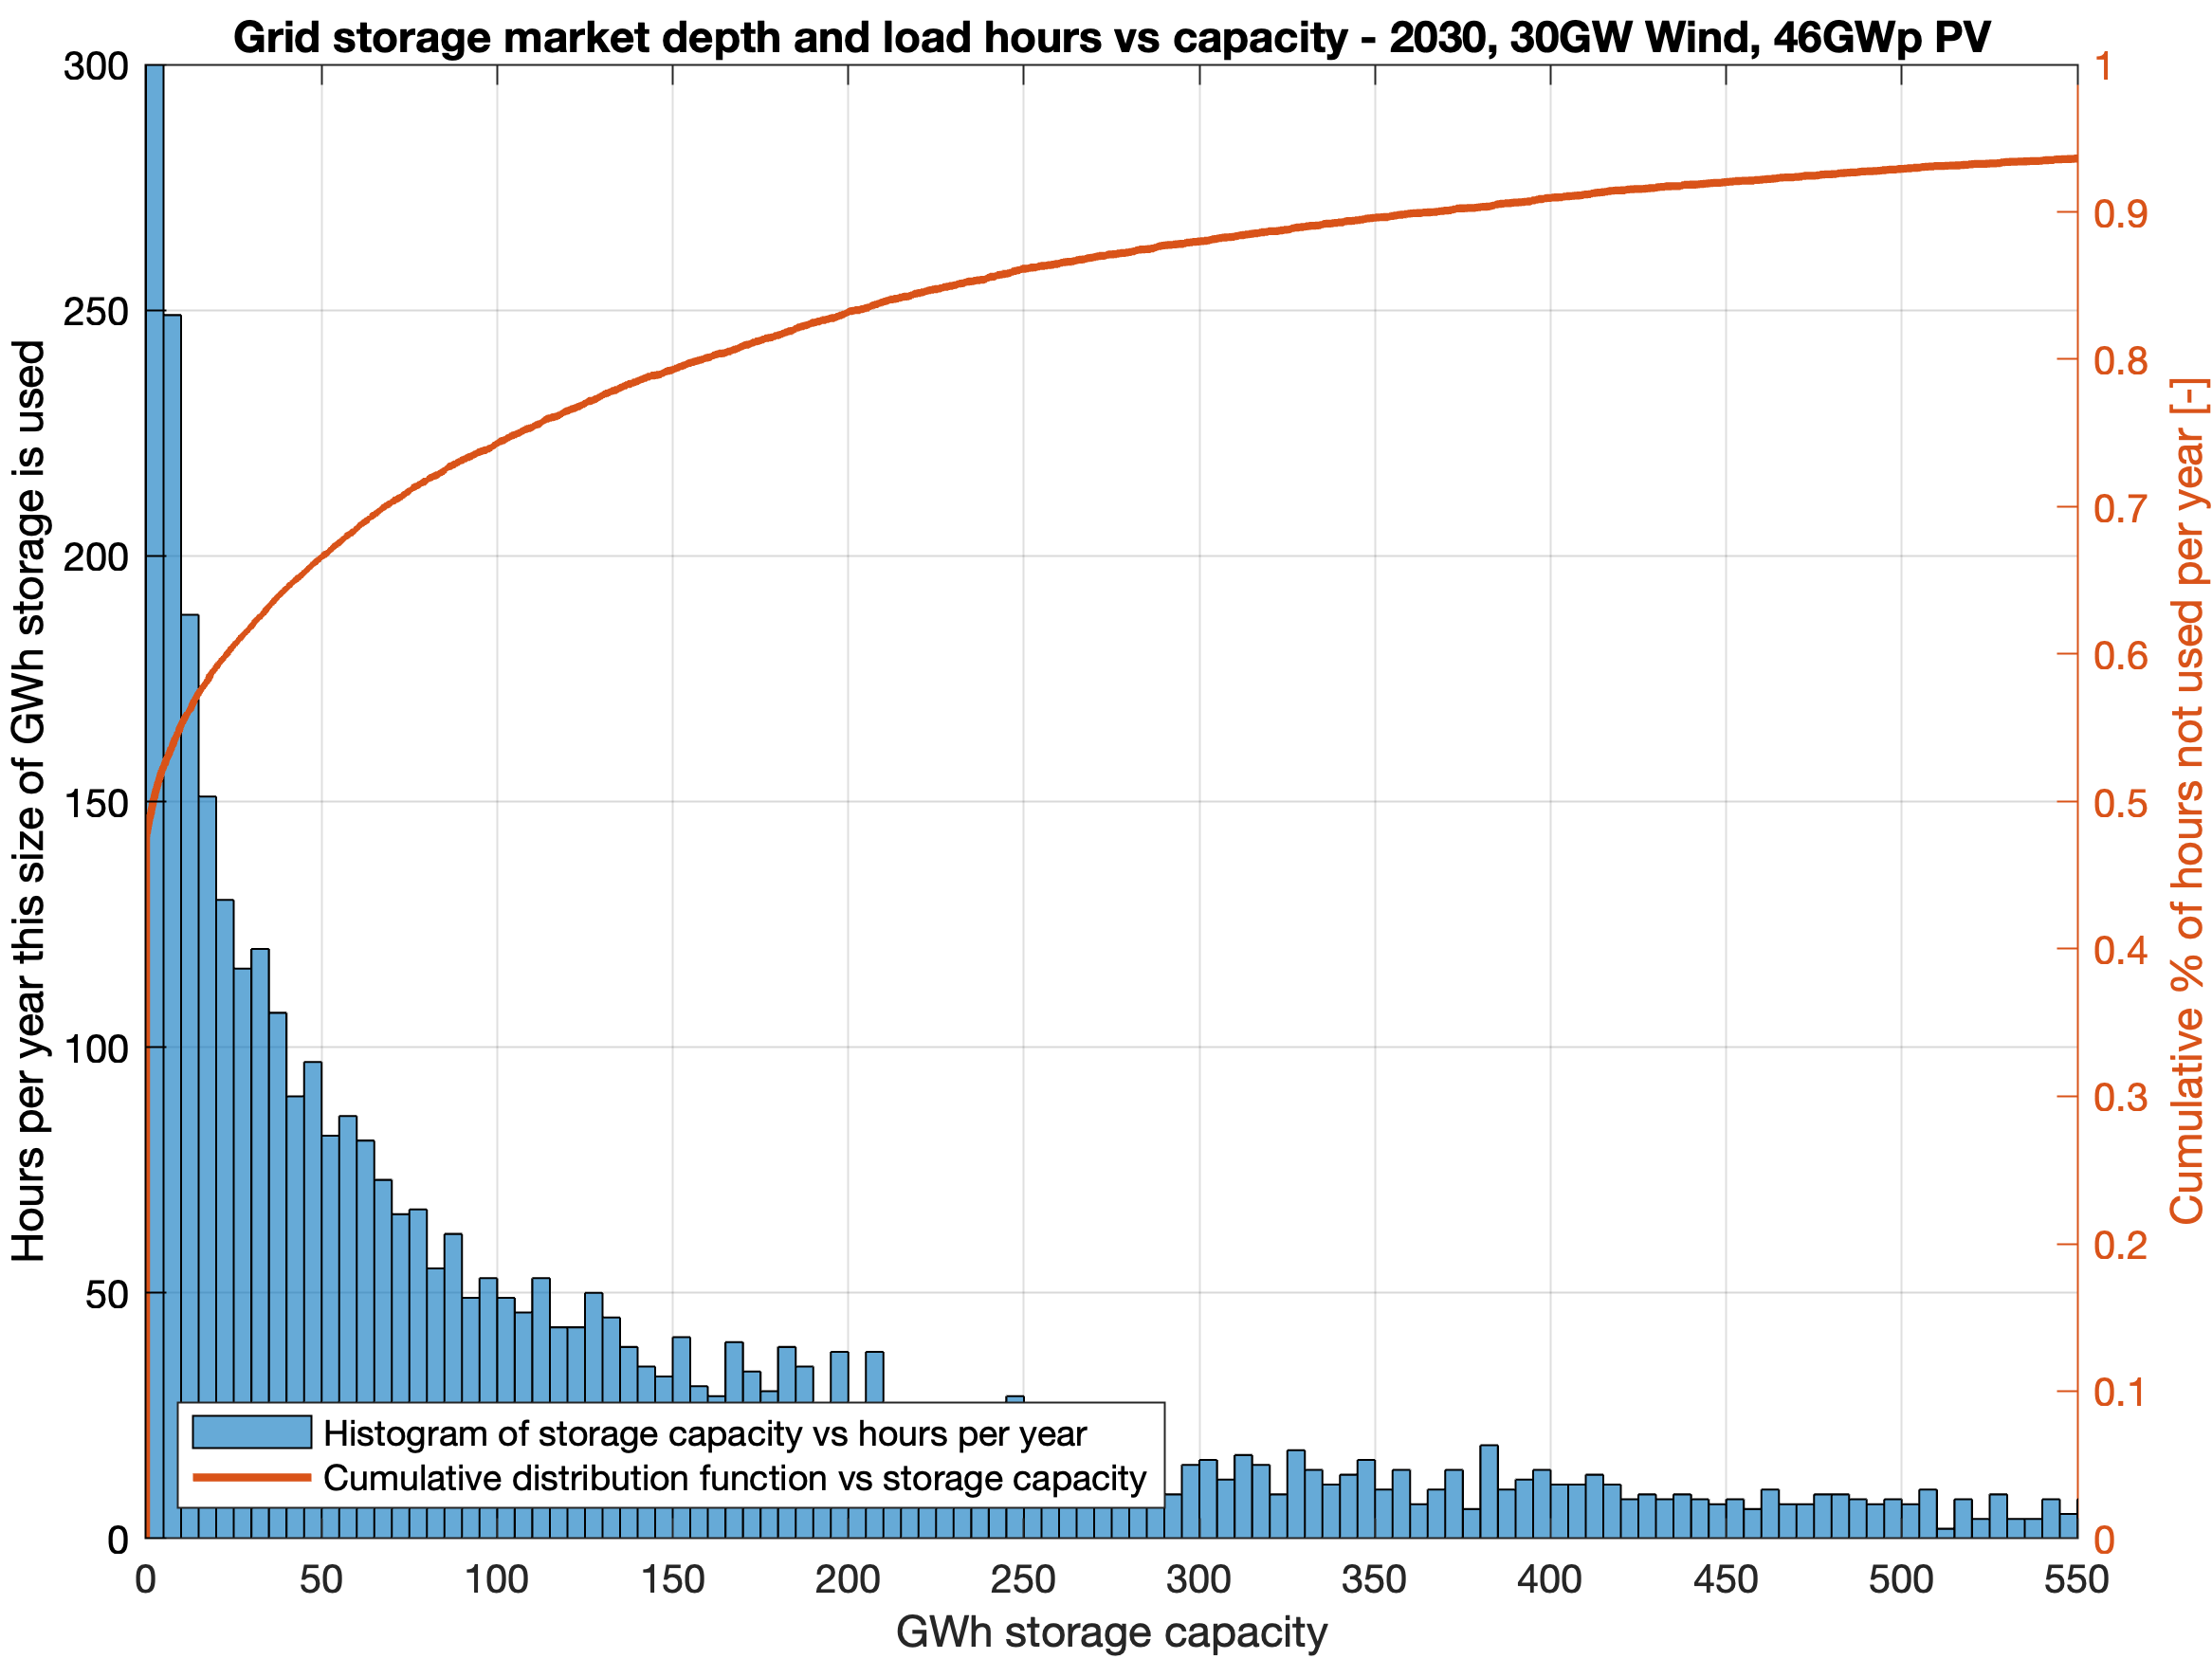 Grid storage market depth and load hours vs capacity - 2030, 30GW Wind, 46GWp PV
Hours per year this size of GWh storage is used
300
250
200
150
100
50
0
1
0.9
0.8
0.7
0.6
0.5
0.4
0.3
0.2
0.1
0
Cumulative % of hours not used per year [-]
Histogram of storage capacity vs hours per year
Cumulative distribution function vs storage capacity
0 50 100 150 200 250 300 350 400 450 500 550
GWh storage capacity